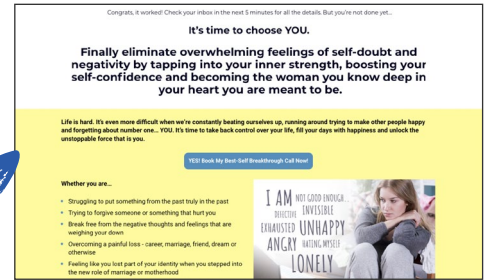 Congrats, it worked! Check your inbox in the next 5 minutes for all the details. But you're not done yet...
It's time to choose YOU.
Finally eliminate overwhelming feelings of self-doubt and
negativity by tapping into your inner strength, boosting your
self-confidence and becoming the woman you know deep in
your heart you are meant to be.
Life is hard. It's even more difficult when we're constantly beating ourselves up, running around trying to make other people happy
and forgetting about number one... YOU. It's time to take back control over your life, fill your days with happiness and unlock the
unstoppable force that is you.
YES! Book My Best-Self Breakthrough Call Now!
Whether you are...
Struggling to put something from the past truly in the past
Trying to forgive someone or something that hurt you
Break free from the negative thoughts and feelings that are
weighing your down
Overcoming a painful loss - career, marriage, friend, dream or
otherwise
Feeling like you lost part of your identity when you stepped into
the new role of marriage or motherhood
I AM NOT GOOD ENOUGH
DEFECTIVE INVISIBLE
EXHAUSTED UNHAPPY
ANGRY HATING MYSELF
LONELY